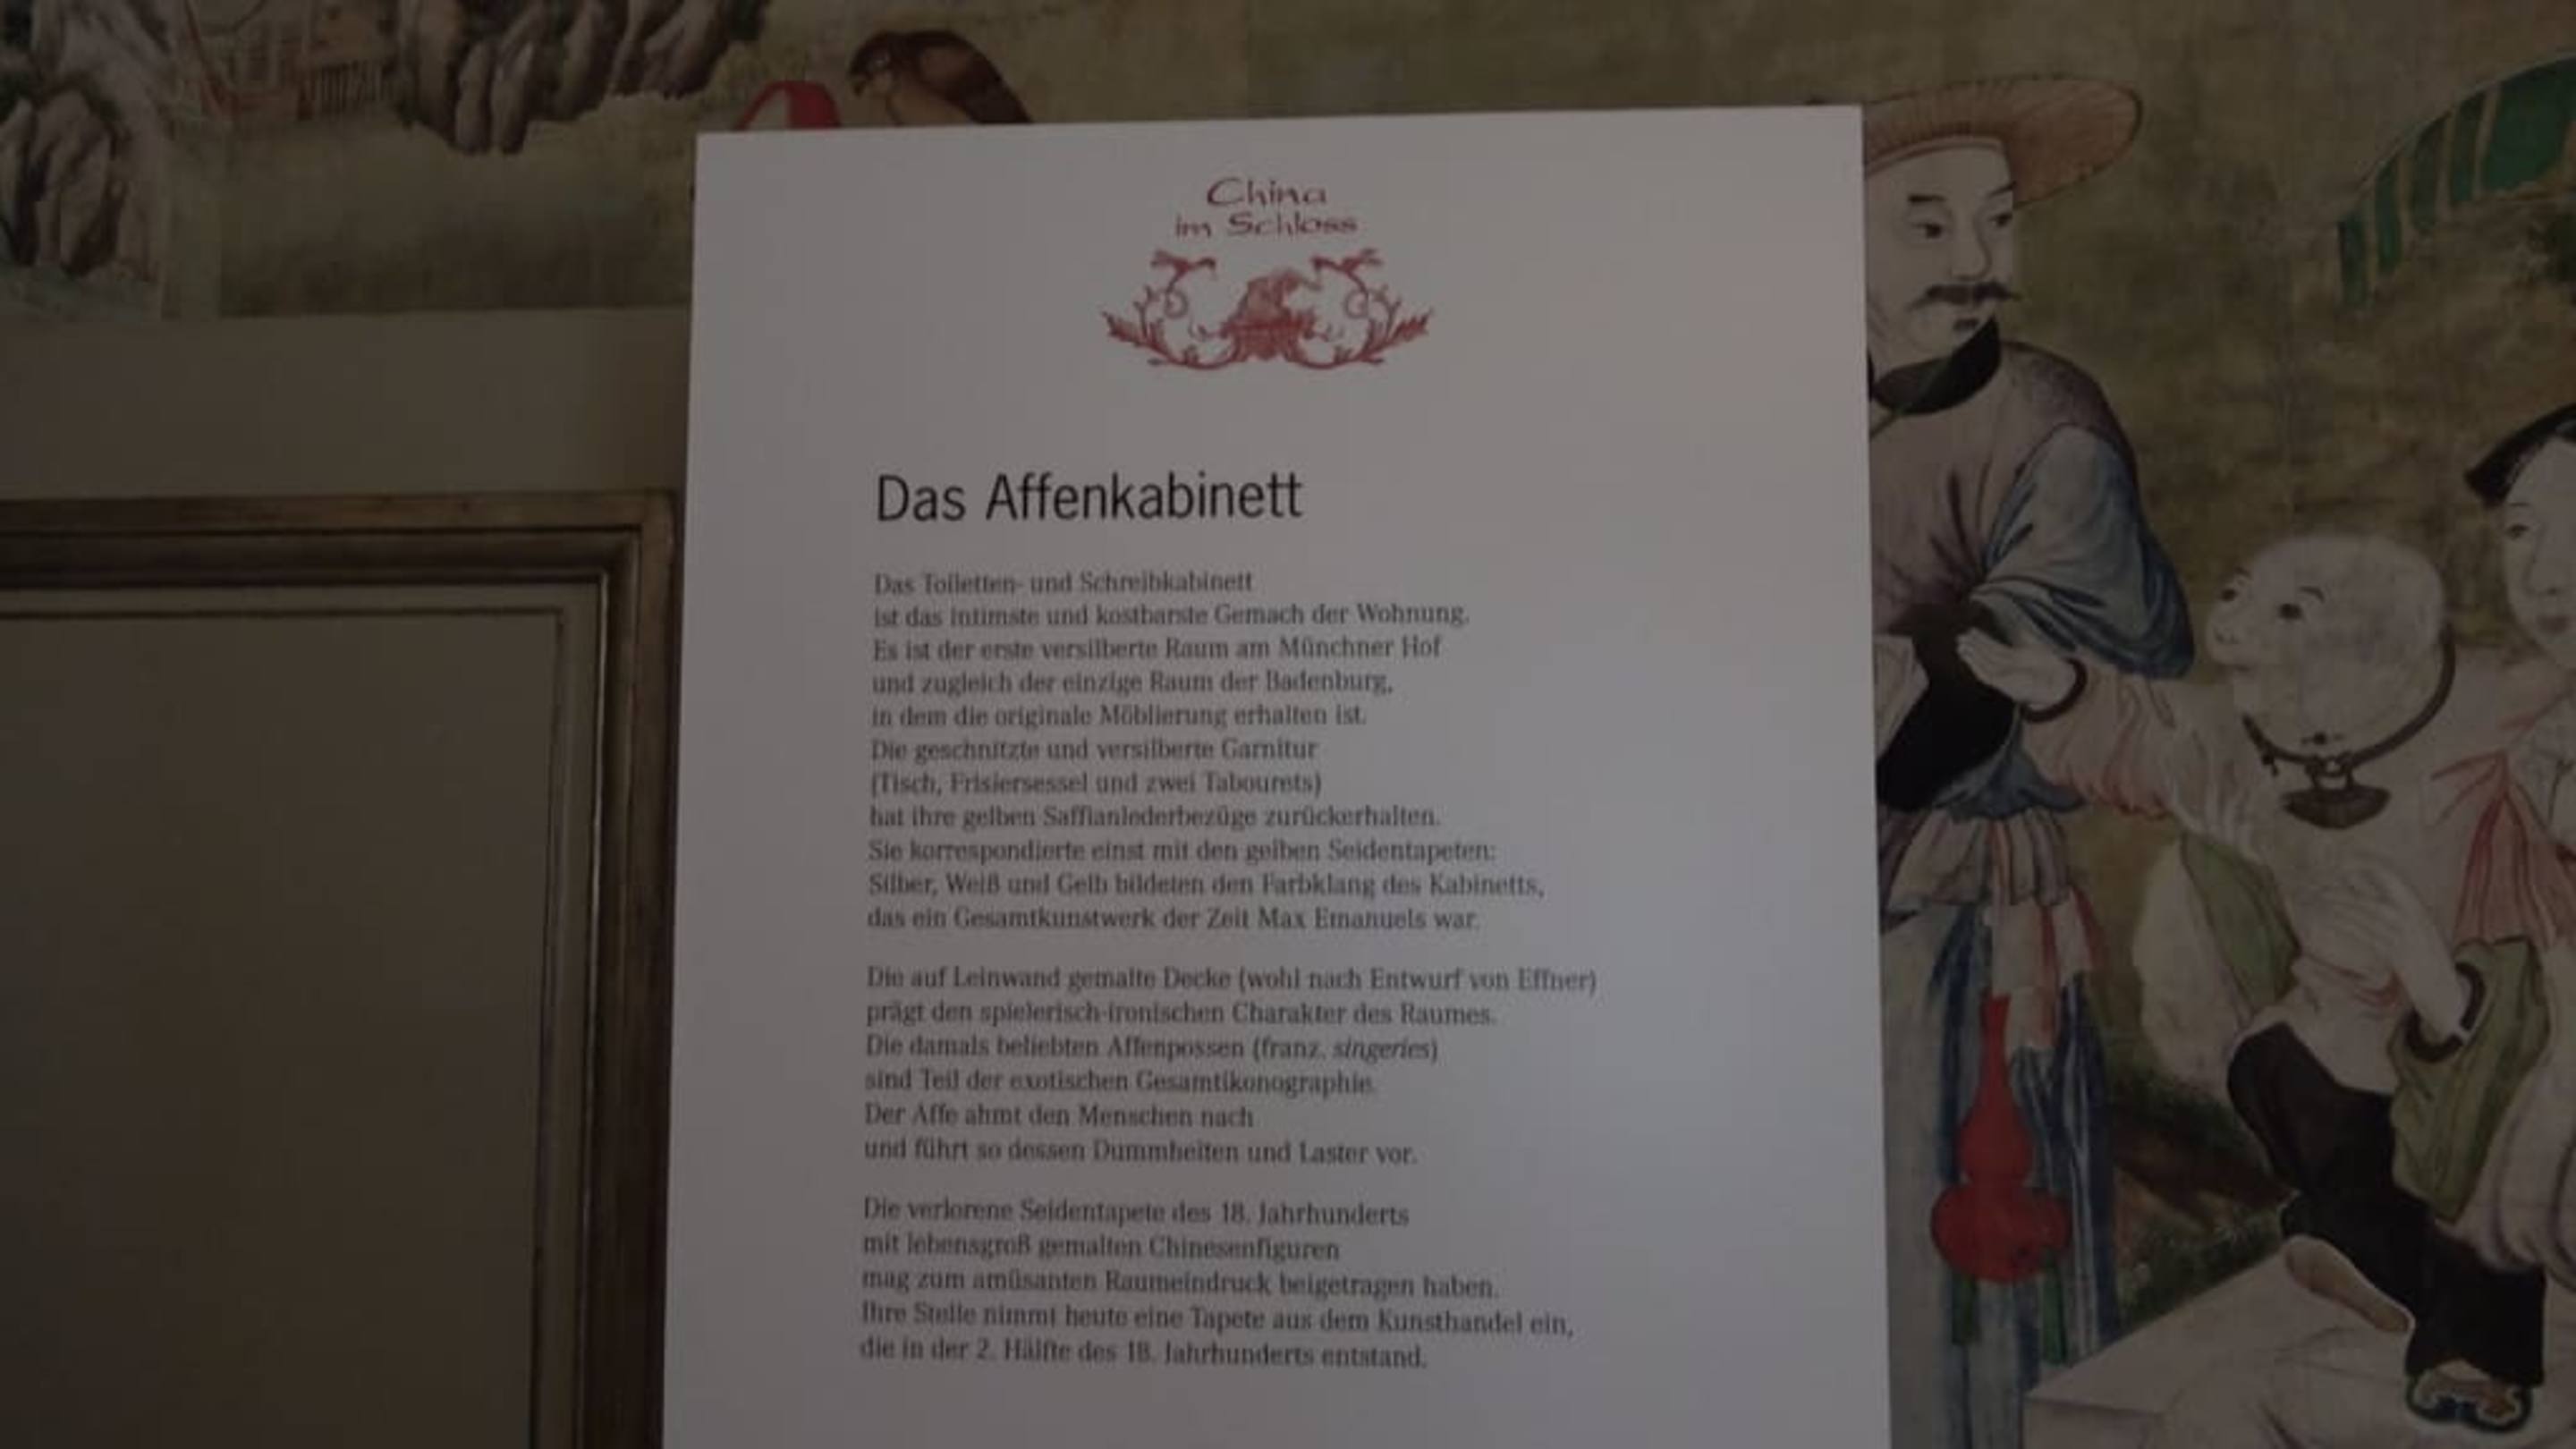 China
im Schloss
Das Affenkabinett
Das Toiletten- und Schreibkabinett
ist das intimste und kostbarste Gemach der Wohnung.
Es ist der erste versilberte Raum am Münchner Hof
und zugleich der einzige Raum der Badenburg,
in dem die originale Möblierung erhalten ist.
Die geschnitzte und versilberte Garnitur
(Tisch, Frisiersessel und zwei Tabourets)
hat ihre gelben Saffianlederbezüge zurückerhalten.
Sie korrespondierte einst mit den gelben Seidentapeten:
Silber, Weiß und Gelb bildeten den Farbklang des Kabinetts,
das ein Gesamtkunstwerk der Zeit Max Emanuels war.
Die auf Leinwand gemalte Decke (wohl nach Entwurf von Effner)
prägt den spielerisch-ironischen Charakter des Raumes.
Die damals beliebten Affenpossen (franz. singeries)
sind Teil der exotischen Gesamtikonographie.
Der Affe ahmt den Menschen nach
und führt so dessen Dummheiten und Laster vor.
Die verlorene Seidentapete des 18. Jahrhunderts
mit lebensgroß gemalten Chinesenfiguren
mag zum amüsanten Raumeindruck beigetragen haben.
Ihre Stelle nimmt heute eine Tapete aus dem Kunsthandel ein,
die in der 2. Hälfte des 18. Jahrhunderts entstand.